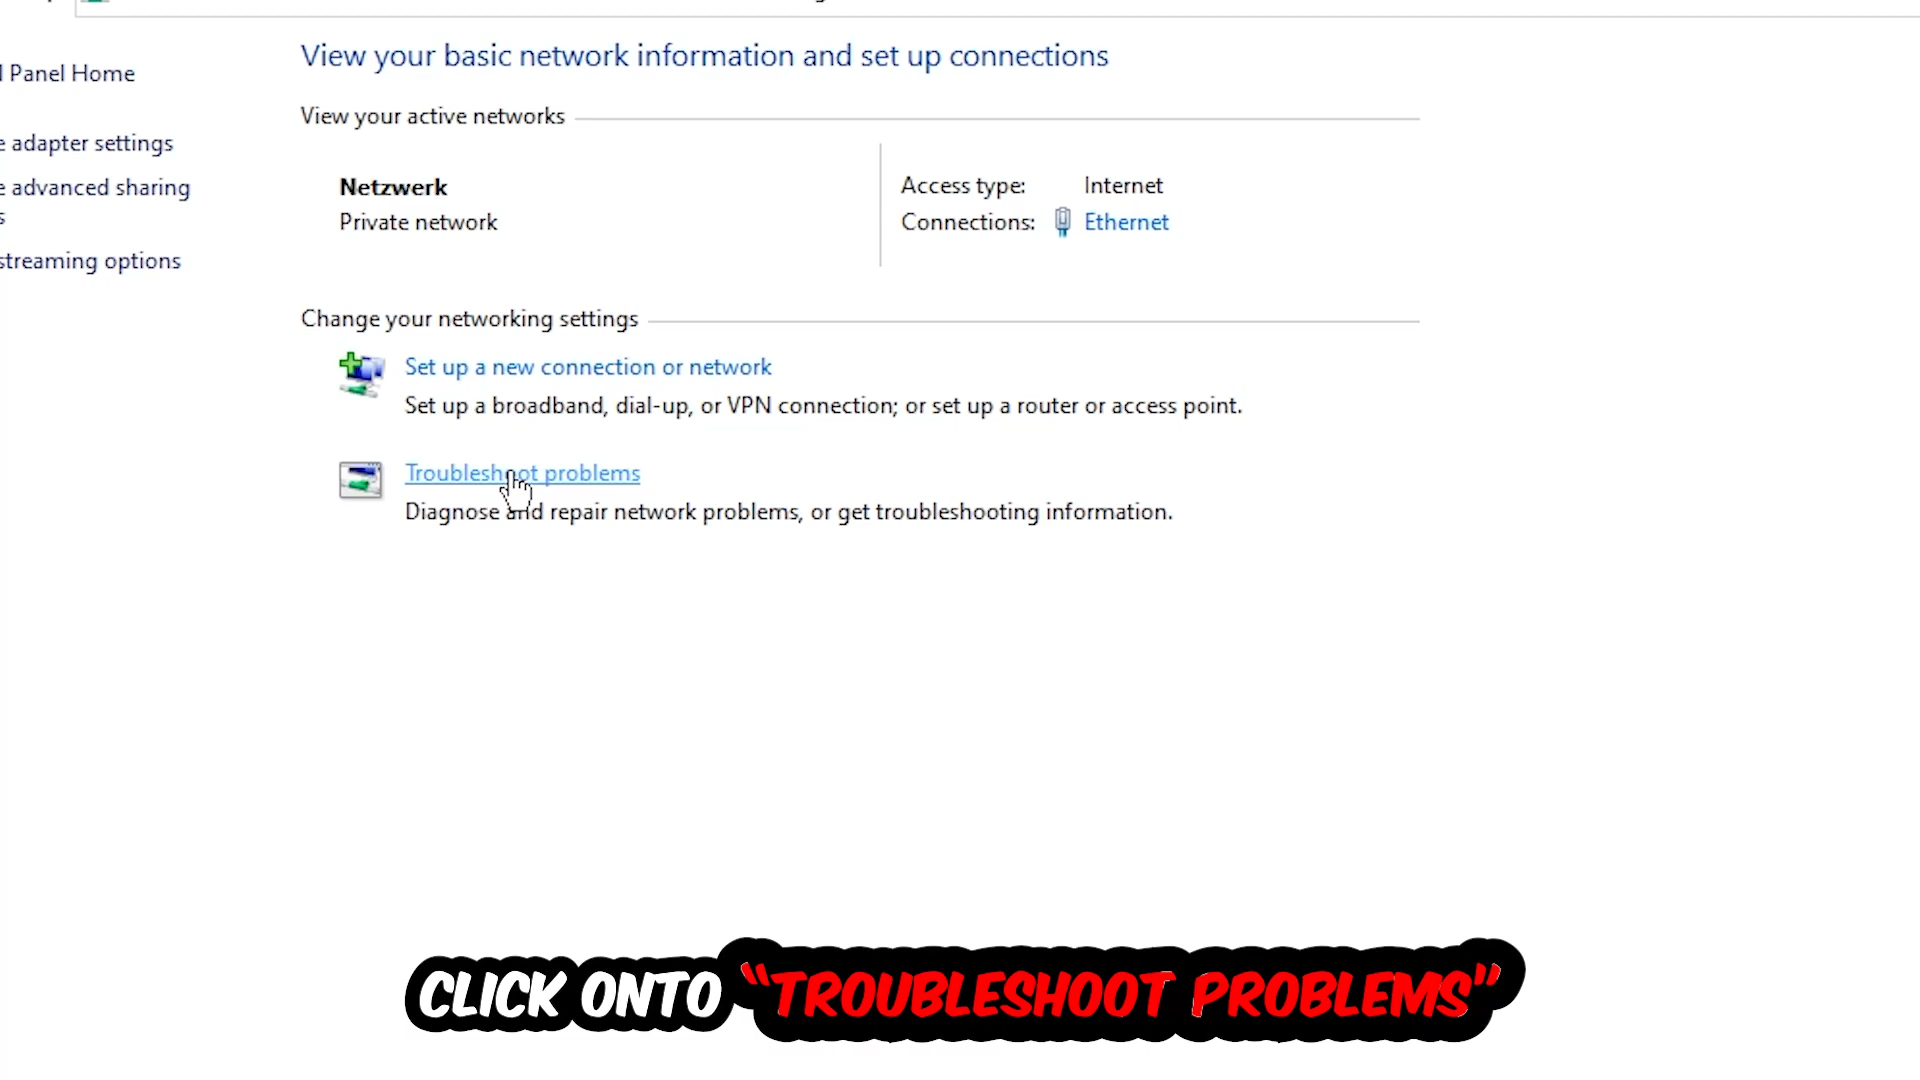 View your basic network information and set up connections
Panel Home
View your active networks
adapter settings
advanced sharing
Netzwerk
Private network
Access type: Internet
Connections: Ethernet
streaming options
Change your networking settings
Set up a new connection or network
Set up a broadband, dial-up, or VPN connection; or set up a router or access point.
Troubleshoot problems
Diagnose and repair network problems, or get troubleshooting information.
CLICK ONTO "TROUBLESHOOT PROBLEMS"